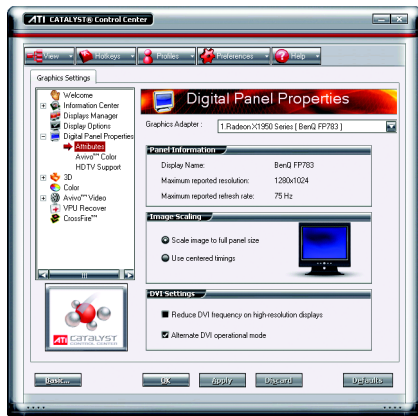 ATI CATALYST® Control Center
View
Hotkeys
Profiles
Preferences
Help
Graphics Settings
Welcome
Information Center
Displays Manager
Display Options
Digital Panel Properties
Attributes
Avivo™ Color
HDTV Support
3D
Color
Avivo™ Video
VPU Recover
CrossFire™
ATI CATALYST
CONTROL CENTER
Digital Panel Properties
Graphics Adapter :
1.Radeon X1950 Series [ BenQ FP783 ]
Panel Information
Display Name: BenQ FP783
Maximum reported resolution: 1280x1024
Maximum reported refresh rate: 75 Hz
Image Scaling
Scale image to full panel size
Use centered timings
DVI Settings
Reduce DVI frequency on high-resolution displays
Alternate DVI operational mode
Basic...
OK
Apply
Discard
Defaults